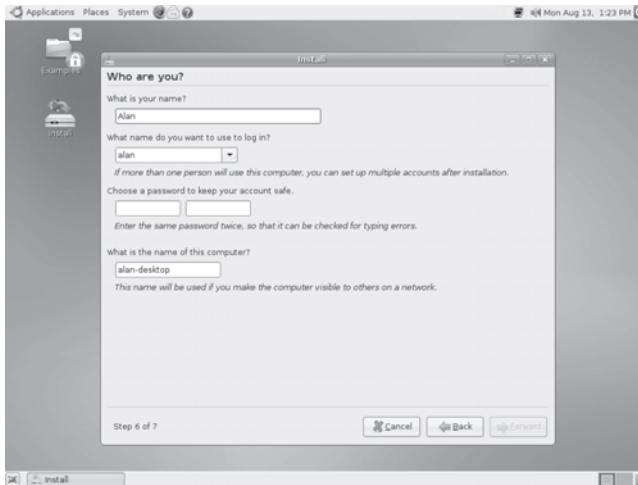 Applications Places System
Mon Aug 13, 1:23 PM
Examples
Install
Install
Who are you?
What is your name?
Alan
What name do you want to use to log in?
alan
If more than one person will use this computer, you can set up multiple accounts after installation.
Choose a password to keep your account safe.
Enter the same password twice, so that it can be checked for typing errors.
What is the name of this computer?
alan-desktop
This name will be used if you make the computer visible to others on a network.
Step 6 of 7
Cancel Back Forward
Install